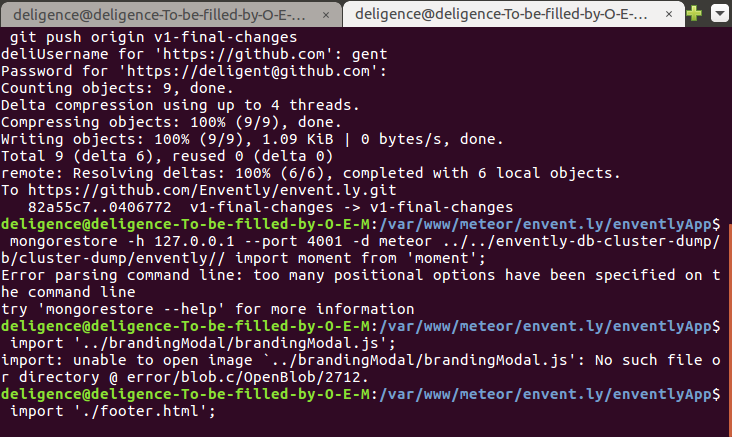 deligence@deligence-To-be-filled-by-O-E-... × deligence@deligence-To-be-filled-by-O-E-... ×
git push origin v1-final-changes
deliUsername for 'https://github.com': gent
Password for 'https://deligent@github.com':
Counting objects: 9, done.
Delta compression using up to 4 threads.
Compressing objects: 100% (9/9), done.
Writing objects: 100% (9/9), 1.09 KiB | 0 bytes/s, done.
Total 9 (delta 6), reused 0 (delta 0)
remote: Resolving deltas: 100% (6/6), completed with 6 local objects.
To https://github.com/Envently/envent.ly.git
   82a55c7..0406772  v1-final-changes -> v1-final-changes
deligence@deligence-To-be-filled-by-O-E-M:/var/www/meteor/envent.ly/enventlyApp$
 mongorestore -h 127.0.0.1 --port 4001 -d meteor ../../envently-db-cluster-dump/
b/cluster-dump/envently// import moment from 'moment';
Error parsing command line: too many positional options have been specified on t
he command line
try 'mongorestore --help' for more information
deligence@deligence-To-be-filled-by-O-E-M:/var/www/meteor/envent.ly/enventlyApp$
 import '../brandingModal/brandingModal.js';
import: unable to open image `../brandingModal/brandingModal.js': No such file o
r directory @ error/blob.c/OpenBlob/2712.
deligence@deligence-To-be-filled-by-O-E-M:/var/www/meteor/envent.ly/enventlyApp$
 import './footer.html';